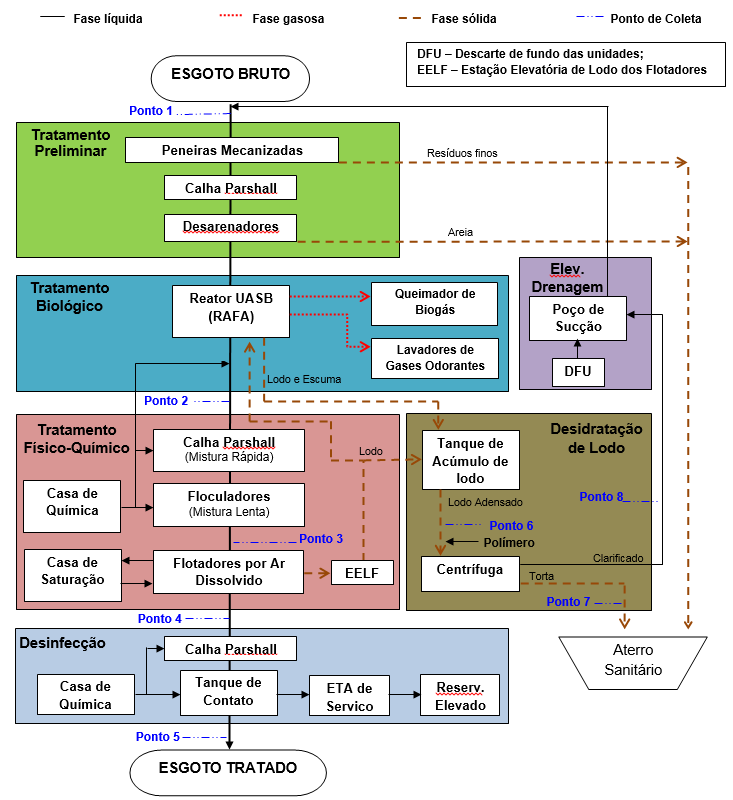 Fase líquida
Fase gasosa
Fase sólida
Ponto de Coleta
DFU – Descarte de fundo das unidades;
EELF – Estação Elevatória de Lodo dos Flotadores
ESGOTO BRUTO
Ponto 1
Tratamento
Preliminar
Peneiras Mecanizadas
Resíduos finos
Calha Parshall
Desarenadores
Areia
Tratamento
Biológico
Reator UASB
(RAFA)
Queimador de
Biogás
Lavadores de
Gases Odorantes
Elev.
Drenagem
Poço de
Sucção
DFU
Lodo e Escuma
Ponto 2
Tratamento
Físico-Químico
Calha Parshall
(Mistura Rápida)
Lodo
Casa de
Química
Floculadores
(Mistura Lenta)
Ponto 3
Casa de
Saturação
Flotadores por Ar
Dissolvido
EELF
Desidratação
de Lodo
Tanque de
Acúmulo de
lodo
Lodo Adensado
Ponto 8
Ponto 6
Polímero
Centrífuga
Clarificado
Torta
Ponto 7
Aterro
Sanitário
Ponto 4
Desinfecção
Calha Parshall
Casa de
Química
Tanque de
Contato
ETA de
Servico
Reserv.
Elevado
Ponto 5
ESGOTO TRATADO